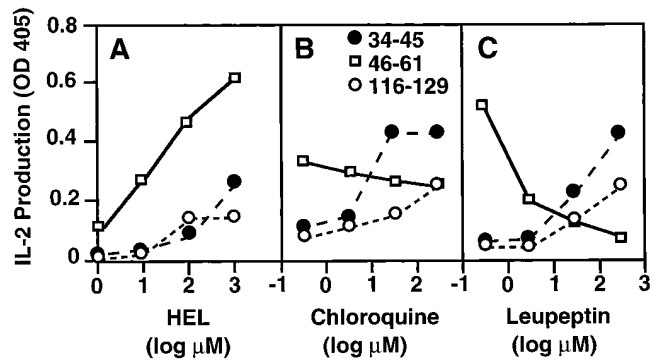 IL-2 Production (OD 405)
0.8
0.6
0.4
0.2
0
A
B
C
34-45
46-61
116-129
0 1 2 3 -1 0 1 2 -1 0 1 2 3
HEL
(log μM)
Chloroquine
(log μM)
Leupeptin
(log μM)